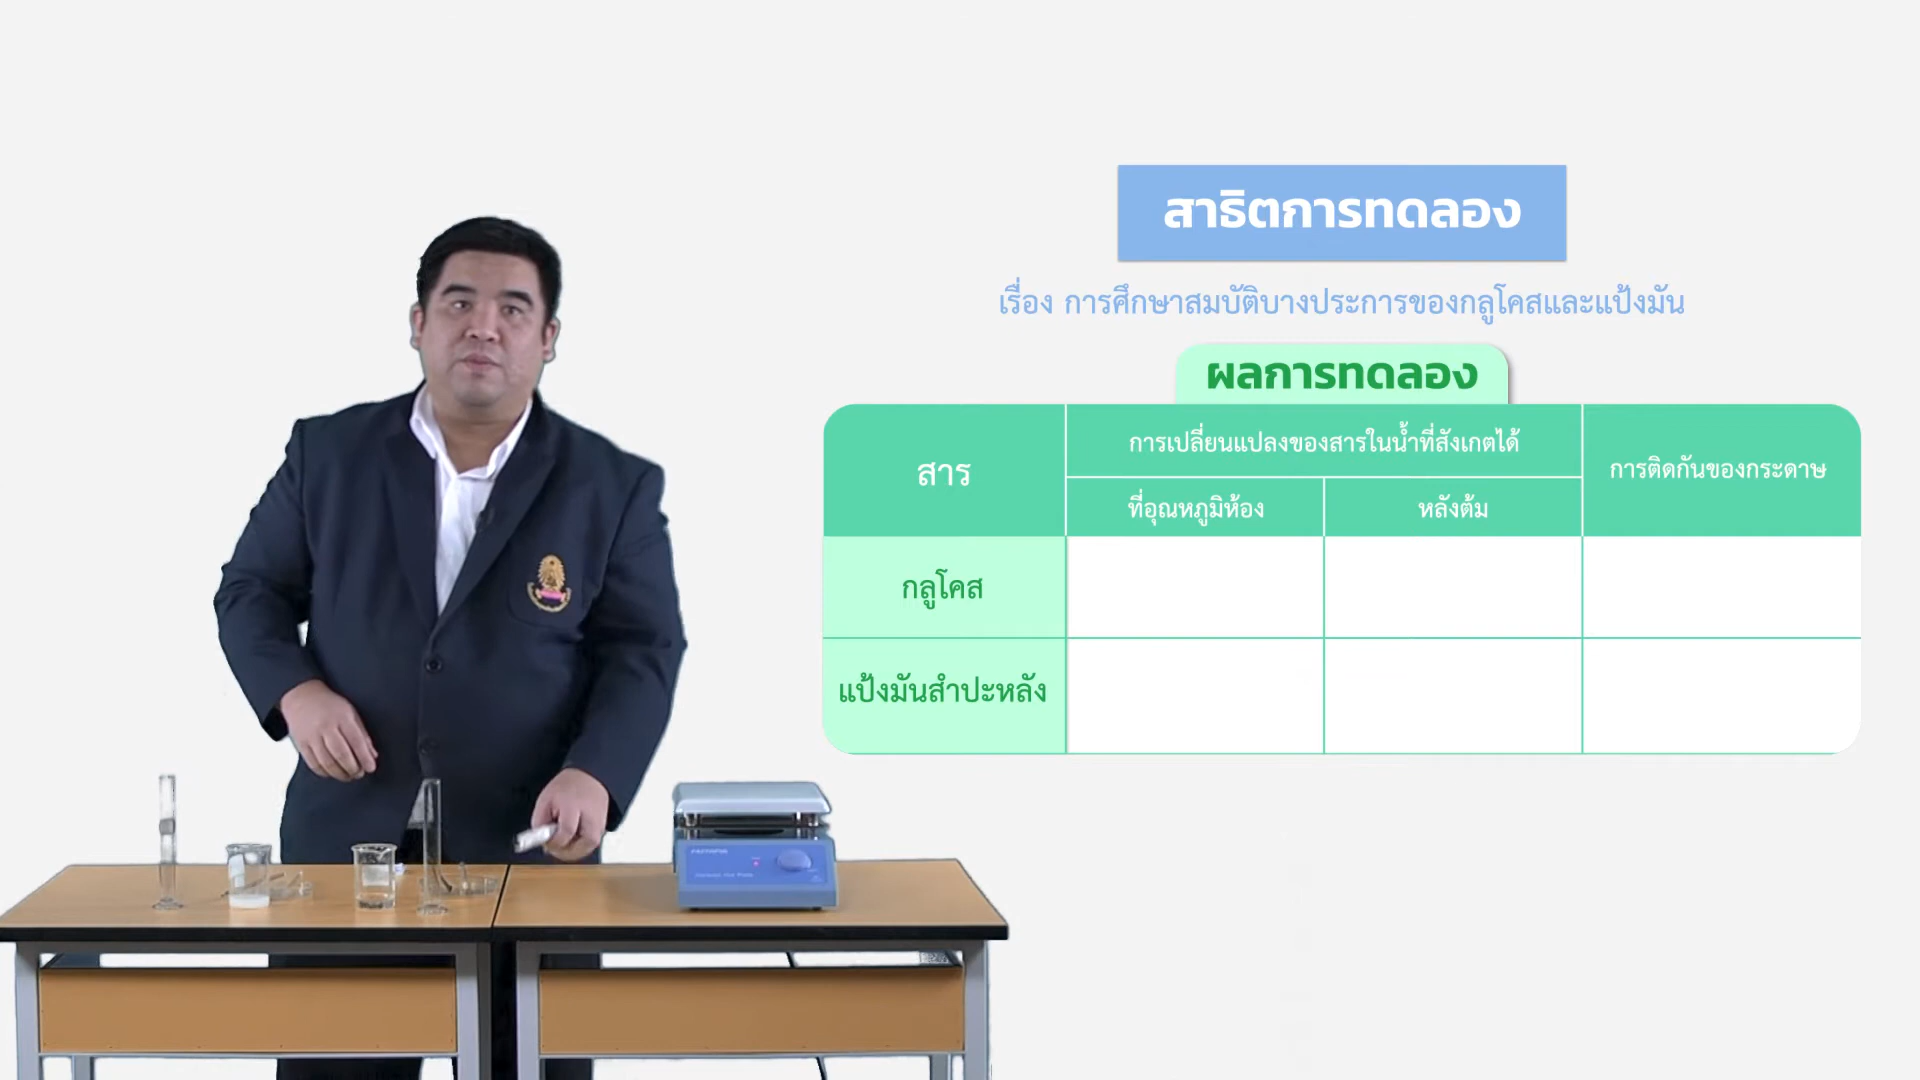 สาธิตการทดลอง
เรื่อง การศึกษาสมบัติบางประการของกลูโคสและแป้งมัน
ผลการทดลอง
สาร
การเปลี่ยนแปลงของสารในน้ำที่สังเกตได้
การติดกันของกระดาษ
ที่อุณหภูมิห้อง
หลังต้ม
กลูโคส
แป้งมันสำปะหลัง